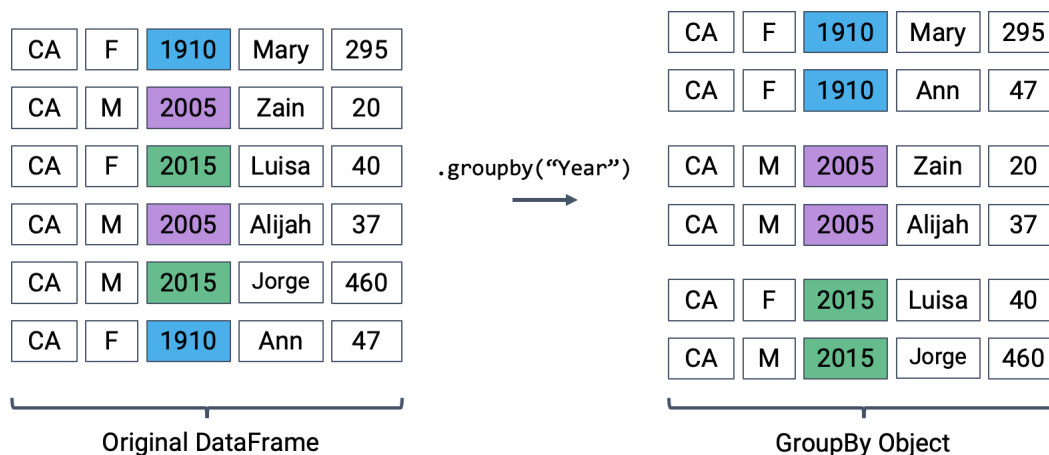 CA F 1910 Mary 295
CA M 2005 Zain 20
CA F 2015 Luisa 40
CA M 2005 Alijah 37
CA M 2015 Jorge 460
CA F 1910 Ann 47
Original DataFrame
.groupby(“Year”)
CA F 1910 Mary 295
CA F 1910 Ann 47
CA M 2005 Zain 20
CA M 2005 Alijah 37
CA F 2015 Luisa 40
CA M 2015 Jorge 460
GroupBy Object